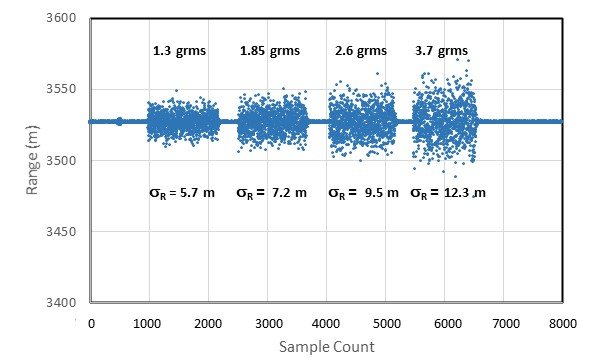 3600
1.3 grms 1.85 grms 2.6 grms 3.7 grms
3550
Range (m)
3500
σR = 5.7 m σR = 7.2 m σR = 9.5 m σR = 12.3 m
3450
3400
0 1000 2000 3000 4000 5000 6000 7000 8000
Sample Count